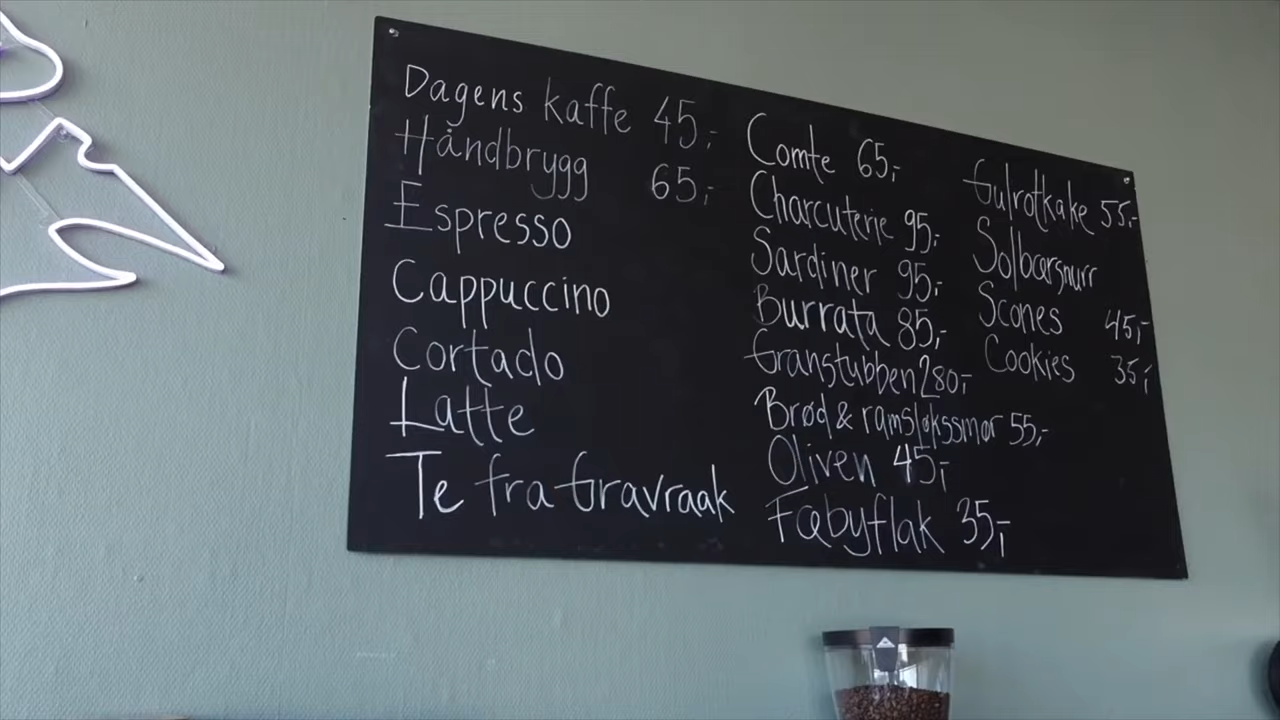 Dagens kaffe 45,-
Håndbrygg 65,-
Espresso
Cappuccino
Cortado
Latte
Te fra Gravraak
Comte 65,-
Charcuterie 95,-
Sardiner 95,-
Burrata 85,-
Granstubben 280,-
Brød & ramsløkssmør 55,-
Oliven 45,-
Fæbyflak 35,-
Gulrotkake 55,-
Solbærsnurr
Scones 45,-
Cookies 35,-